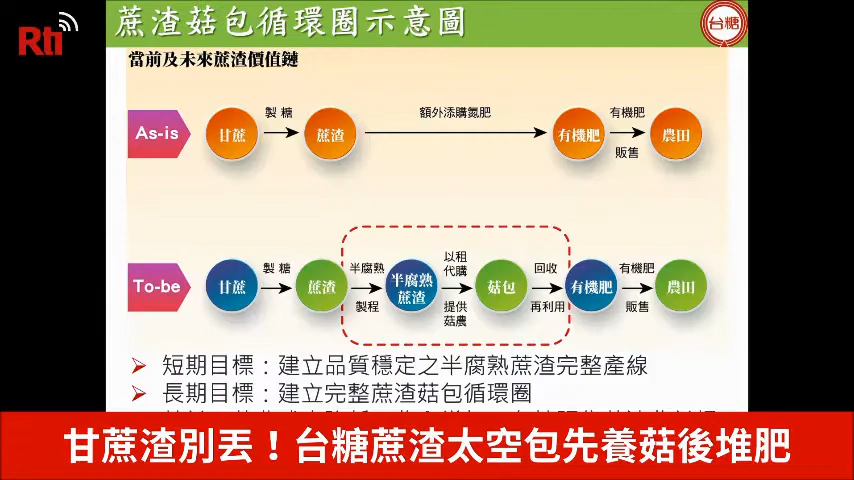 蔗渣菇包循環圈示意圖
台糖
Rti
當前及未來蔗渣價值鏈
As-is
甘蔗
製糖
蔗渣
額外添購氮肥
有機肥
有機肥
販售
農田
To-be
甘蔗
製糖
蔗渣
半腐熟
製程
半腐熟
蔗渣
以租
代購
提供
菇農
菇包
回收
再利用
有機肥
有機肥
販售
農田
➢ 短期目標：建立品質穩定之半腐熟蔗渣完整產線
➢ 長期目標：建立完整蔗渣菇包循環圈
甘蔗渣別丟！台糖蔗渣太空包先養菇後堆肥